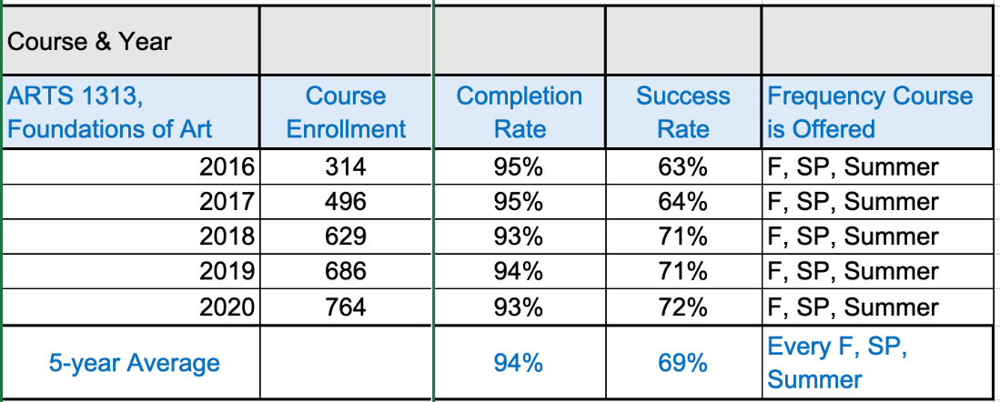 Course & Year
ARTS 1313, Course Completion Success Frequency Course
Foundations of Art Enrollment Rate Rate is Offered
2016 314 95% 63% F, SP, Summer
2017 496 95% 64% F, SP, Summer
2018 629 93% 71% F, SP, Summer
2019 686 94% 71% F, SP, Summer
2020 764 93% 72% F, SP, Summer
5-year Average 94% 69% Every F, SP,
Summer